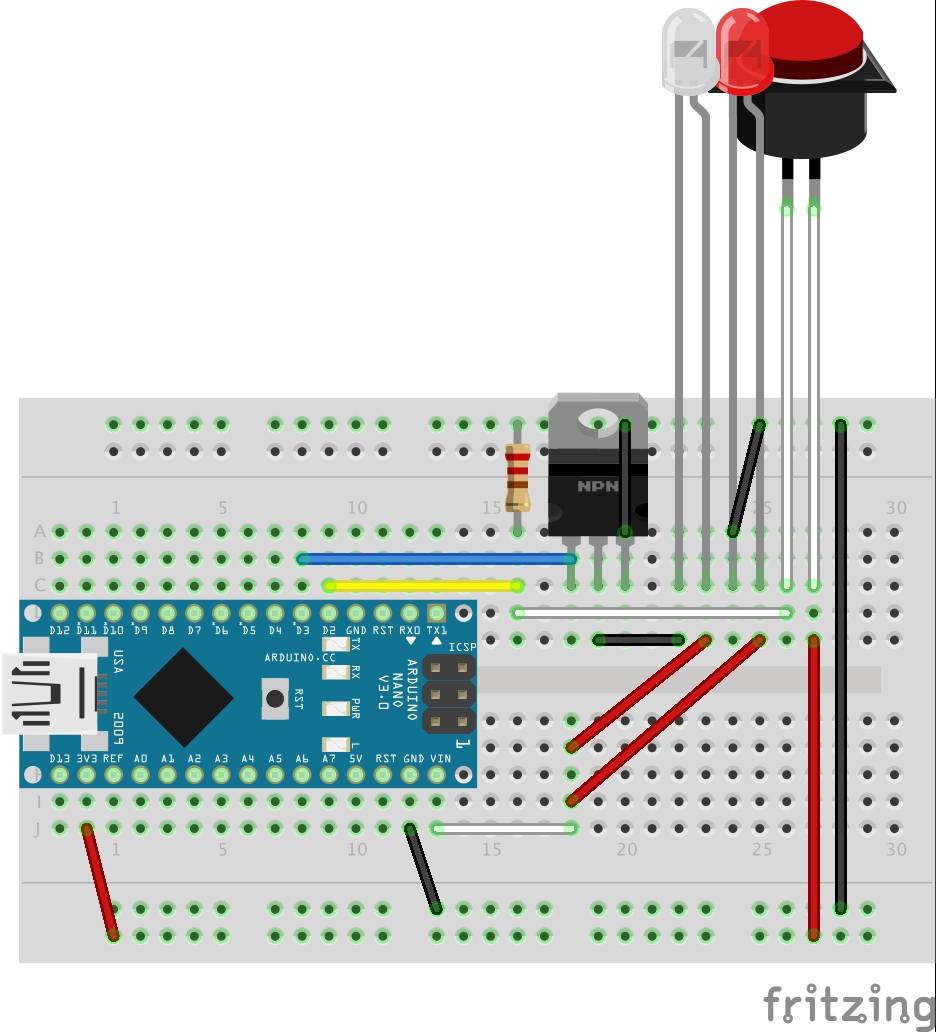 NPN
1 5 10 15 25 30
A
B
C
D12 D11 D10 D9 D8 D7 D6 D5 D4 D3 D2 GND RST RX0 TX1
TX
RX
PWR
L
ARDUINO.CC
RST
ICSP
ARDUINO
NANO
V3.0
USA
2009
1
D13 3V3 REF A0 A1 A2 A3 A4 A5 A6 A7 5V RST GND VIN
I
J
1 5 10 15 20 25 30
fritzing